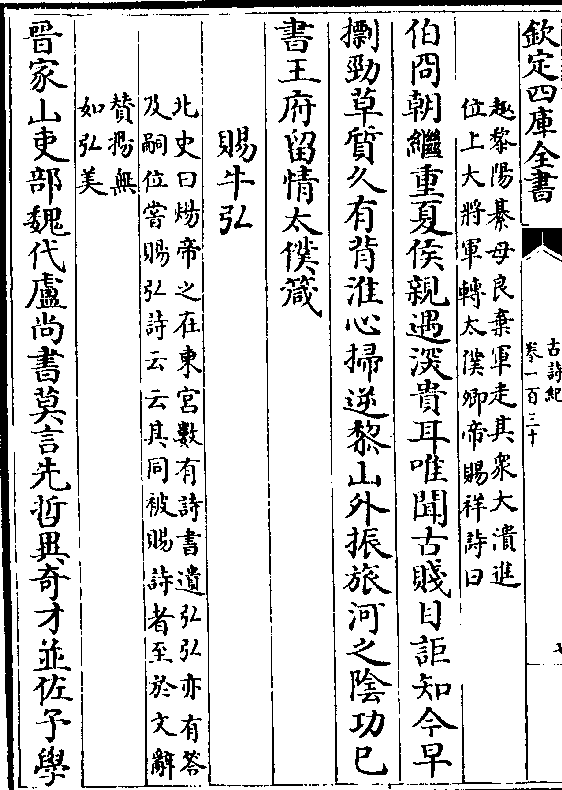 欽定四庫全書
古詩紀
卷一百三十
趣黎陽綦母良棄軍走其衆大潰進
位上大將軍轉太僕卿帝賜祥詩曰
伯冏朝繼重夏侯親遇深貴耳唯聞古賤目詎知今早
摽勁草質久有背淮心掃逆黎山外振旅河之陰功已
書王府留情太僕箴
賜牛弘
北史曰煬帝之在東宮數有詩書遺弘弘亦有答
及嗣位嘗賜弘詩云云其同被賜詩者至於文辭
賛揚無
如弘美
晉家山吏部魏代盧尚書莫言先哲異奇才並佐予學